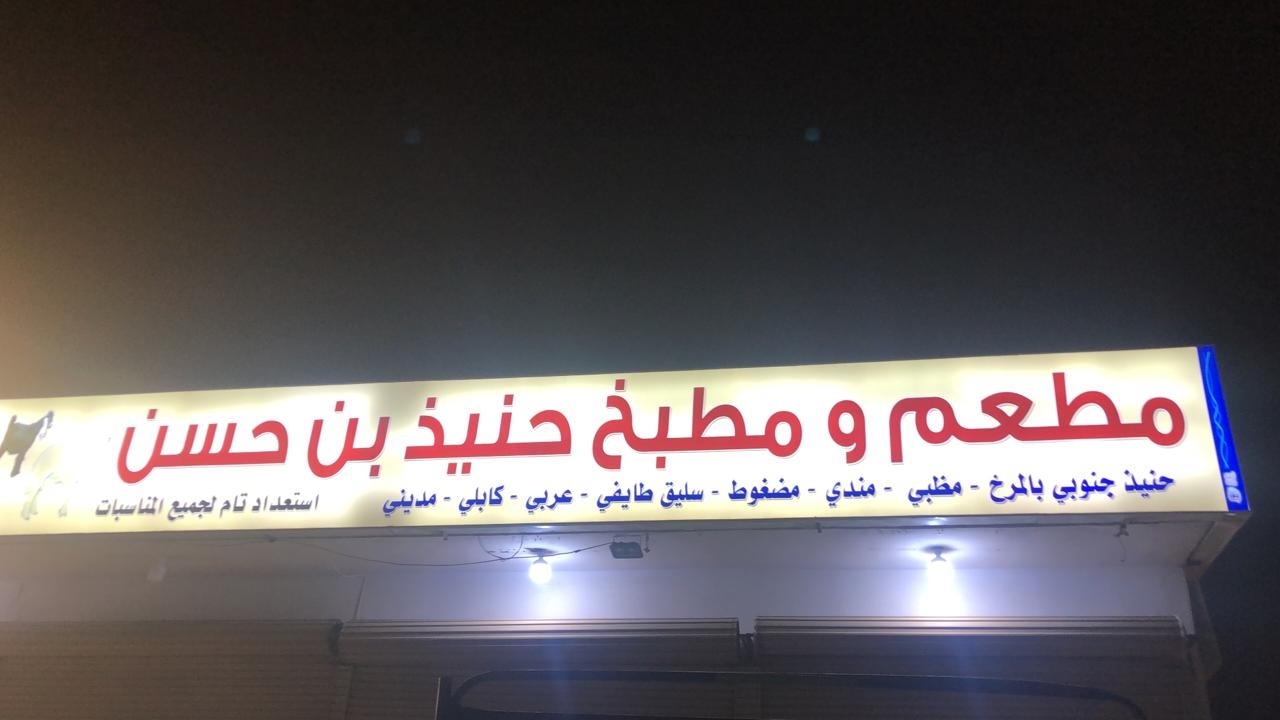 مطعم و مطبخ حنيذ بن حسن
حنيذ جنوبي بالمرخ - مظبي - مندي - مضغوط - سليق طايفي - عربي - كابلي - مديني
استعداد تام لجميع المناسبات